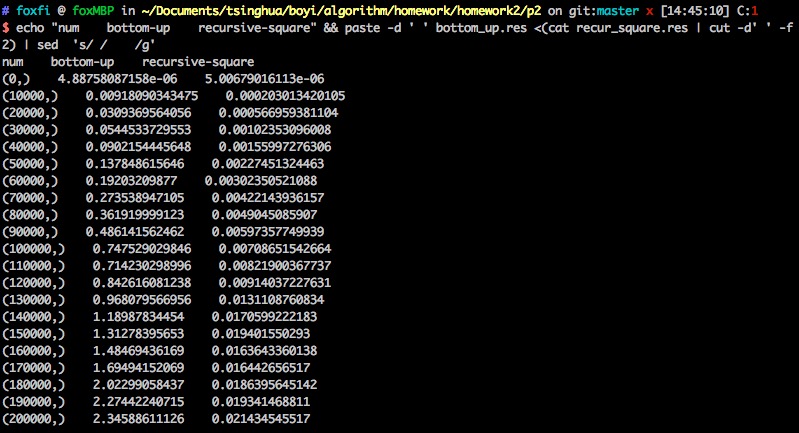 # foxfi @ foxMBP in ~/Documents/tsinghua/boyi/algorithm/homework/homework2/p2 on git:master x [14:45:10] C:1
$ echo "num    bottom-up    recursive-square" && paste -d ' ' bottom_up.res <(cat recur_square.res | cut -d' ' -f
2) | sed  's/ /    /g'
num    bottom-up    recursive-square
(0,)    4.88758087158e-06    5.00679016113e-06
(10000,)    0.00918090343475    0.000203013420105
(20000,)    0.0309369564056    0.000566959381104
(30000,)    0.0544533729553    0.00102353096008
(40000,)    0.0902154445648    0.00155997276306
(50000,)    0.137848615646    0.00227451324463
(60000,)    0.19203209877    0.00302350521088
(70000,)    0.273538947105    0.00422143936157
(80000,)    0.361919999123    0.0049045085907
(90000,)    0.486141562462    0.00597357749939
(100000,)    0.747529029846    0.00708651542664
(110000,)    0.714230298996    0.00821900367737
(120000,)    0.842616081238    0.00914037227631
(130000,)    0.968079566956    0.0131108760834
(140000,)    1.18987834454    0.0170599222183
(150000,)    1.31278395653    0.019401550293
(160000,)    1.48469436169    0.0163643360138
(170000,)    1.69494152069    0.016442656517
(180000,)    2.02299058437    0.0186395645142
(190000,)    2.27442240715    0.019341468811
(200000,)    2.34588611126    0.021434545517